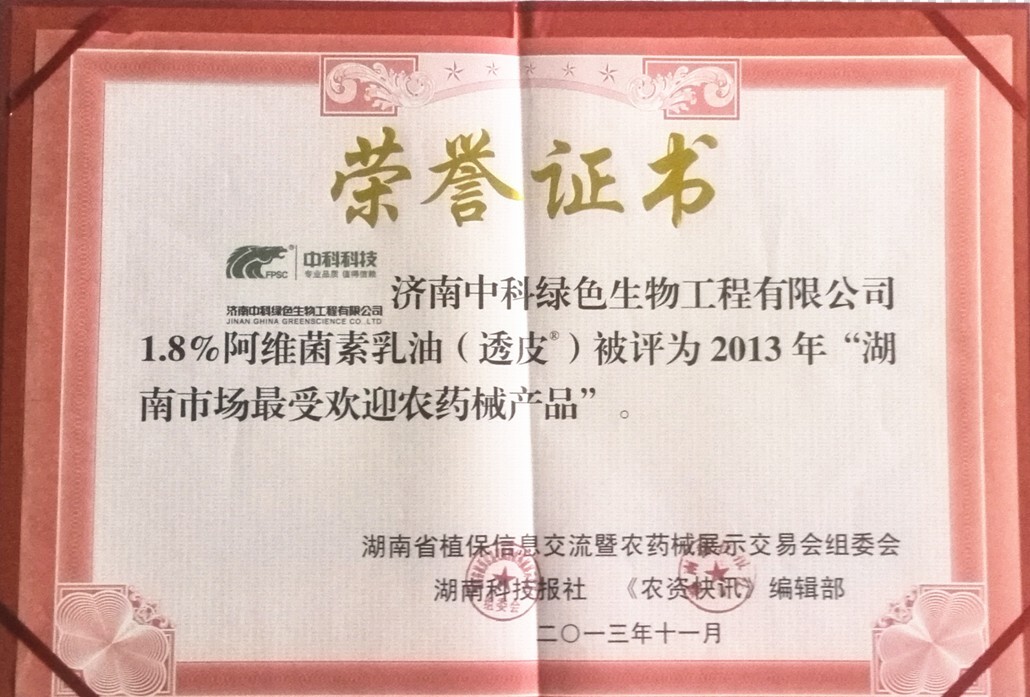 荣誉证书
中科科技
专业品质 值得信赖
FPSC
济南中科绿色生物工程有限公司
JINAN CHINA GREENSCIENCE CO., LTD
济南中科绿色生物工程有限公司
1.8%阿维菌素乳油（透皮®）被评为2013年“湖
南市场最受欢迎农药械产品”。
湖南省植保信息交流暨农药械展示交易会组委会
湖南科技报社 《农资快讯》编辑部
组委会
二〇一三年十一月